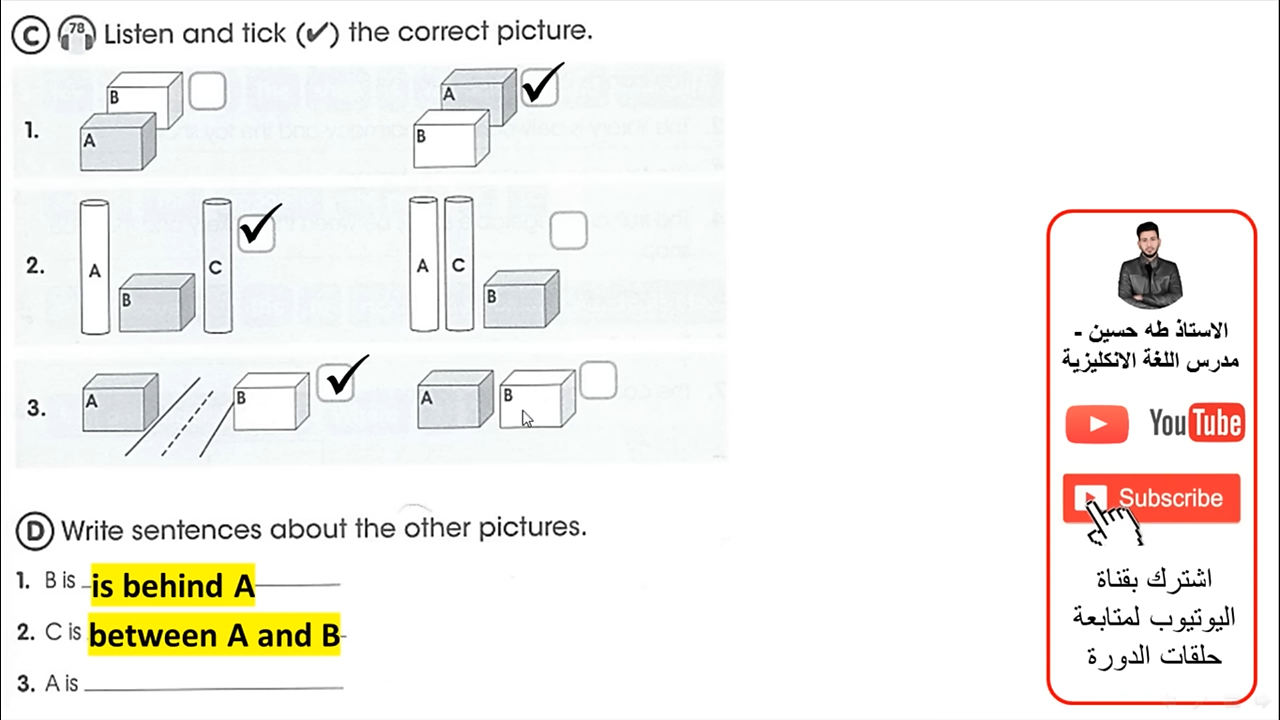 C 78 Listen and tick (✔) the correct picture.
1. B A A B
2. A B C A C B
3. A B A B
D Write sentences about the other pictures.
1. B is is behind A
2. C is between A and B
3. A is
الاستاذ طه حسين -
مدرس اللغة الانكليزية
YouTube
Subscribe
اشترك بقناة
اليوتيوب لمتابعة
حلقات الدورة